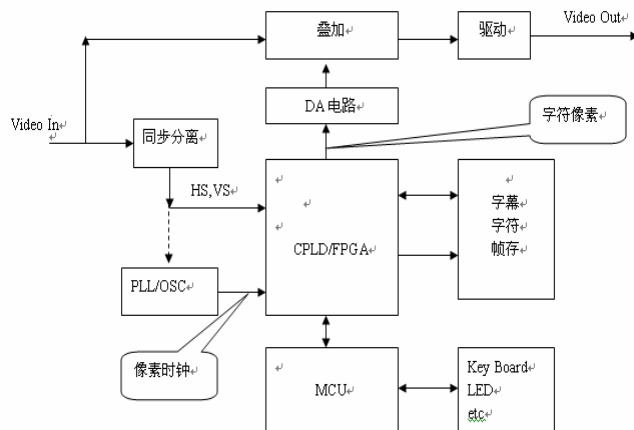 Video Out
叠加
驱动
DA 电路
字符像素
Video In
同步分离
HS,VS
CPLD/FPGA
字幕
字符
帧存
PLL/OSC
像素时钟
MCU
Key Board
LED
etc